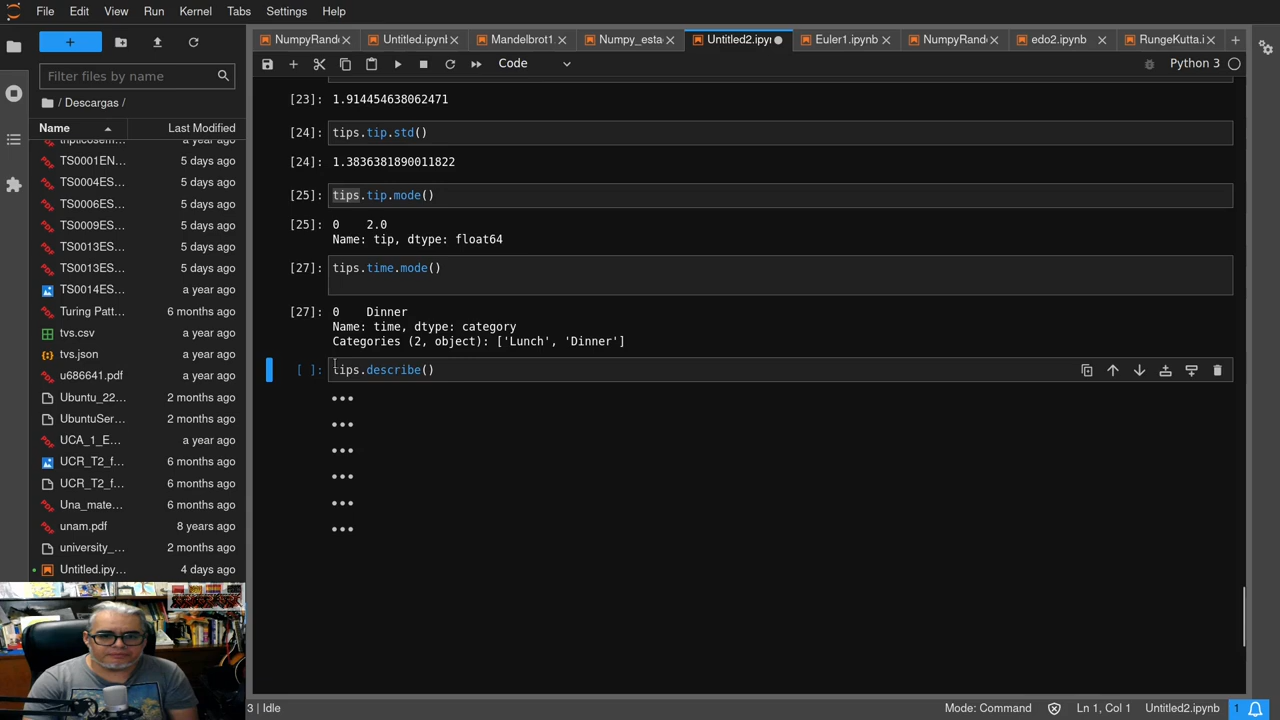 File Edit View Run Kernel Tabs Settings Help
NumpyRand Untitled.ipynb Mandelbrot1 Numpy_esta Untitled2.ipyn Euler1.ipynb NumpyRand edo2.ipynb RungeKutta.i
Code
Python 3
Filter files by name
/ Descargas /
Name Last Modified
a year ago
TS0001EN... 5 days ago
TS0004ES... 5 days ago
TS0006ES... 5 days ago
TS0009ES... 5 days ago
TS0013ES... 5 days ago
TS0013ES... 5 days ago
TS0014ES... a year ago
Turing Patt... 6 months ago
tvs.csv a year ago
tvs.json a year ago
u686641.pdf a year ago
Ubuntu_22... 2 months ago
UbuntuSer... 2 months ago
UCA_1_E... a year ago
UCR_T2_f... 6 months ago
UCR_T2_f... 6 months ago
Una_mate... 6 months ago
unam.pdf 8 years ago
university_... 2 months ago
Untitled.ipy... 4 days ago
[23]: 1.914454638062471
[24]: tips.tip.std()
[24]: 1.3836381890011822
[25]: tips.tip.mode()
[25]: 0 2.0
Name: tip, dtype: float64
[27]: tips.time.mode()
[27]: 0 Dinner
Name: time, dtype: category
Categories (2, object): ['Lunch', 'Dinner']
[ ]: tips.describe()
3 | Idle
Mode: Command Ln 1, Col 1 Untitled2.ipynb 1